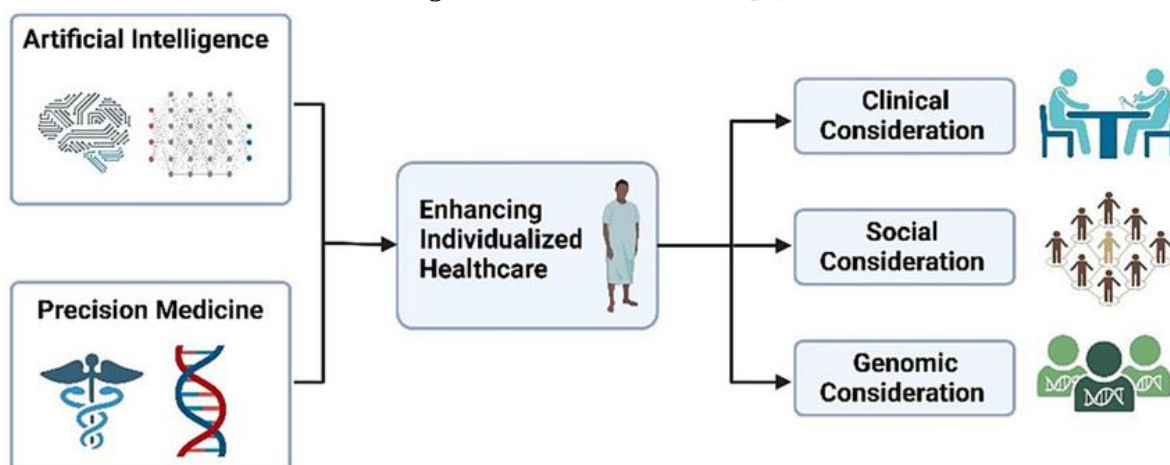 Artificial Intelligence
Precision Medicine
Enhancing
Individualized
Healthcare
Clinical
Consideration
Social
Consideration
Genomic
Consideration